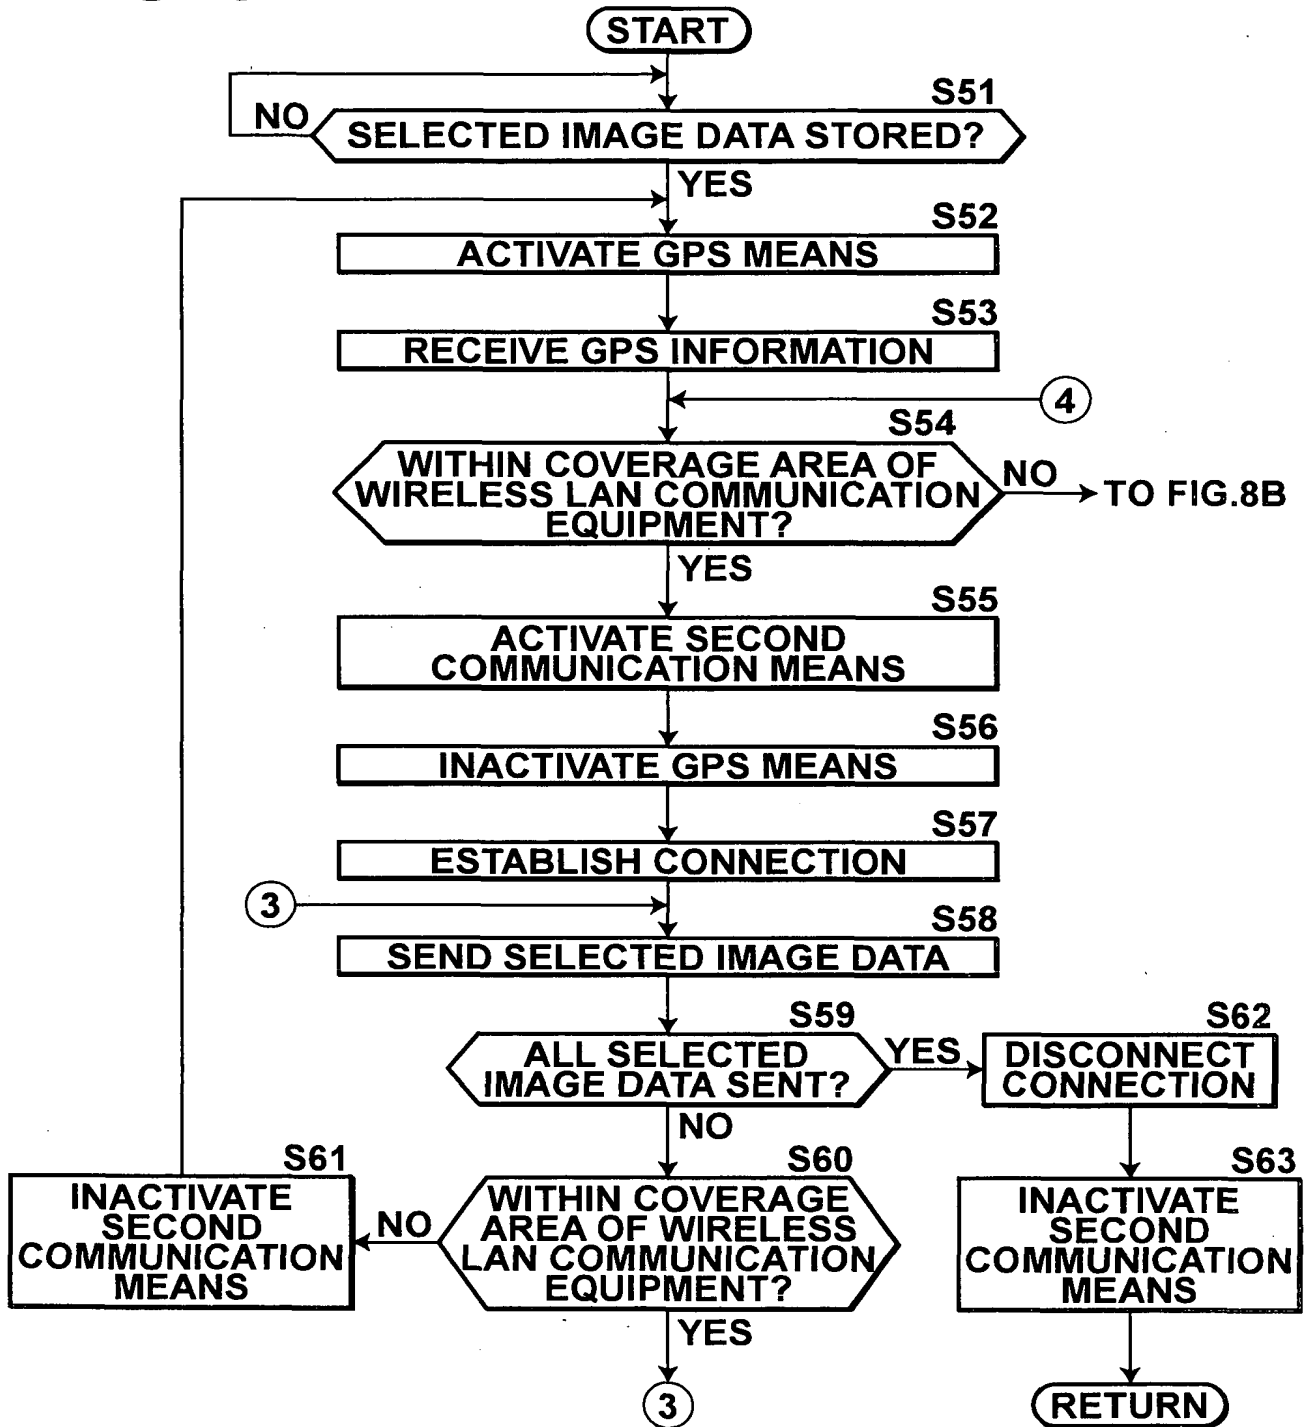 START
S51
NO
SELECTED IMAGE DATA STORED?
YES
S52
ACTIVATE GPS MEANS
S53
RECEIVE GPS INFORMATION
4
S54
WITHIN COVERAGE AREA OF
WIRELESS LAN COMMUNICATION
EQUIPMENT?
NO
TO FIG.8B
YES
S55
ACTIVATE SECOND
COMMUNICATION MEANS
S56
INACTIVATE GPS MEANS
S57
ESTABLISH CONNECTION
3
S58
SEND SELECTED IMAGE DATA
S59
ALL SELECTED
IMAGE DATA SENT?
YES
S62
DISCONNECT
CONNECTION
NO
S61
INACTIVATE
SECOND
COMMUNICATION
MEANS
NO
S60
WITHIN COVERAGE
AREA OF WIRELESS
LAN COMMUNICATION
EQUIPMENT?
S63
INACTIVATE
SECOND
COMMUNICATION
MEANS
YES
3
RETURN